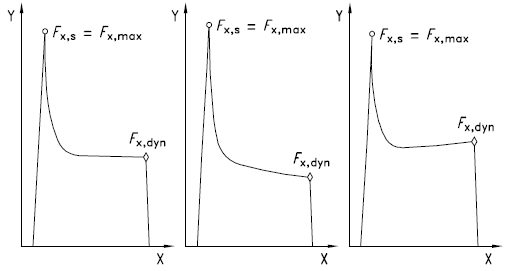 Y
F_x,s = F_x,max
F_x,dyn
X
Y
F_x,s = F_x,max
F_x,dyn
X
Y
F_x,s = F_x,max
F_x,dyn
X